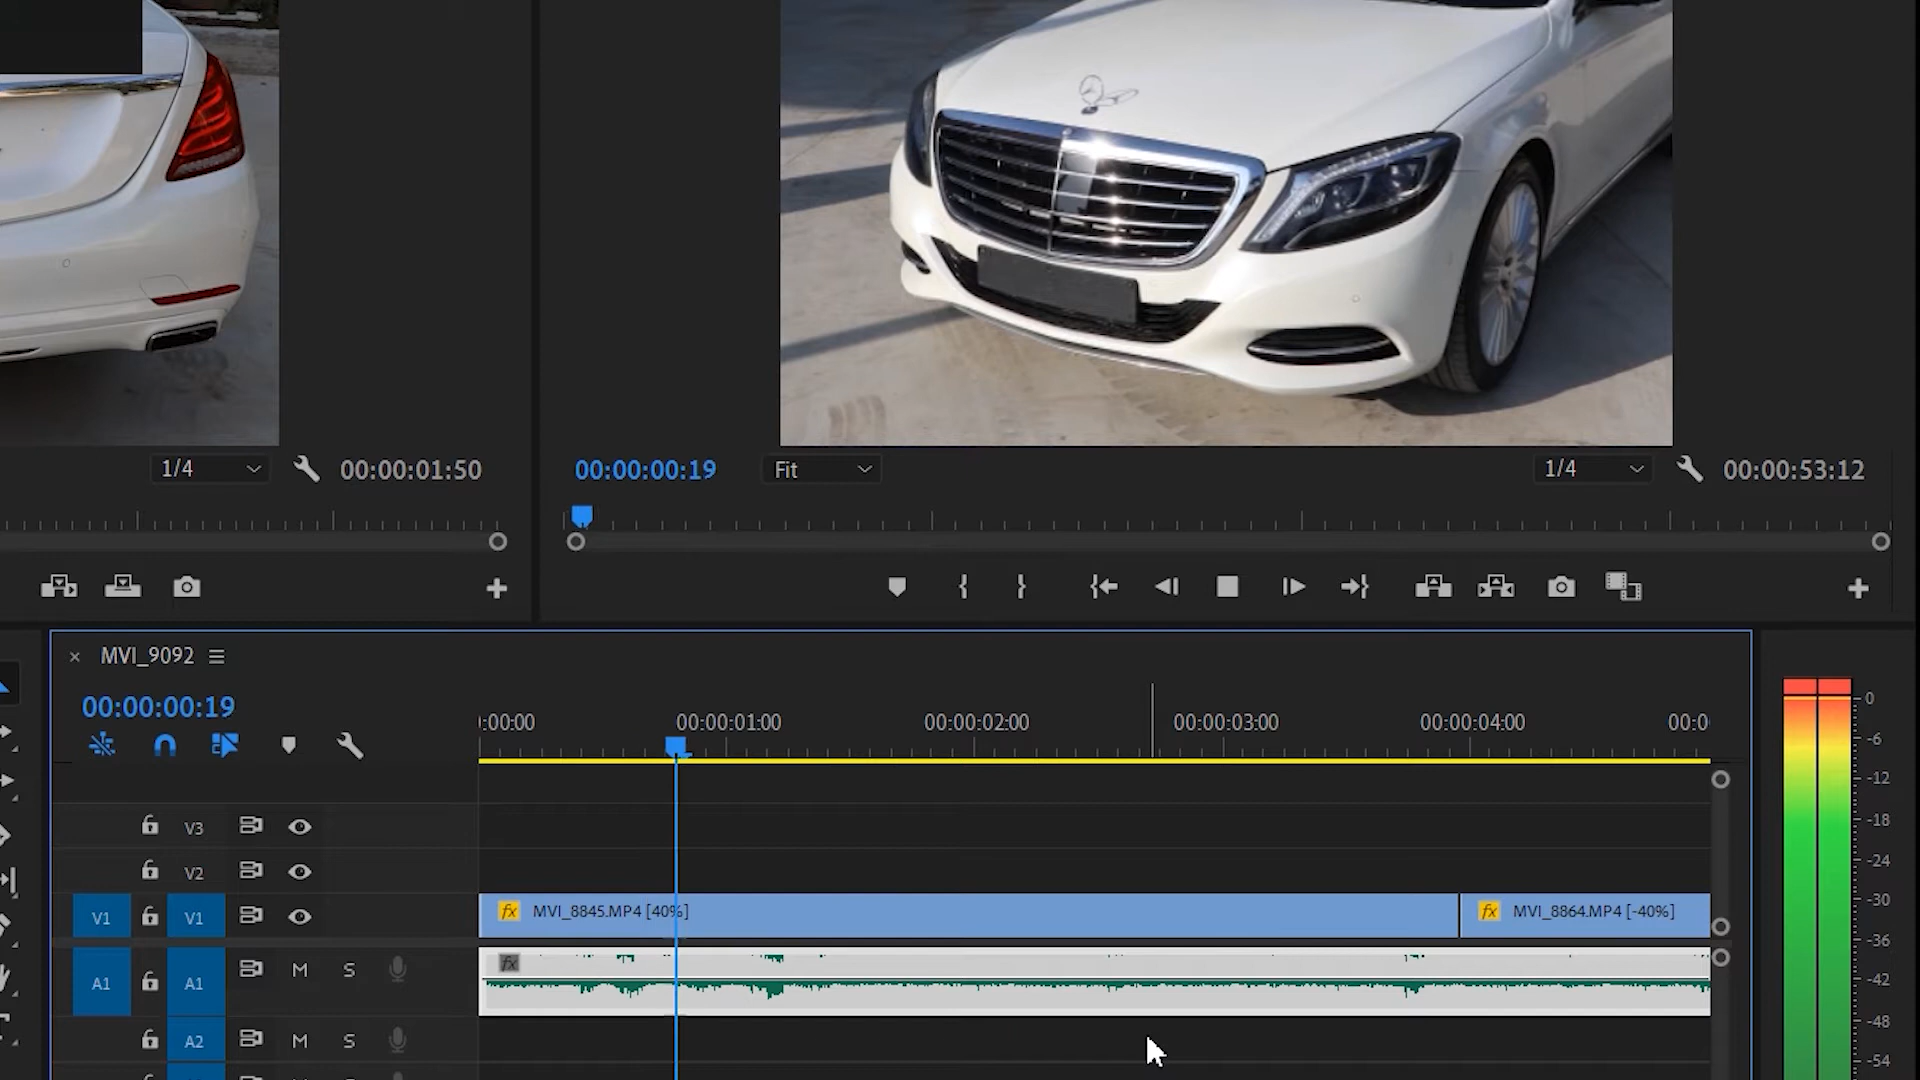 1/4
00:00:01:50
00:00:00:19
Fit
1/4
00:00:53:12
MVI_9092
00:00:00:19
:00:00
00:00:01:00
00:00:02:00
00:00:03:00
00:00:04:00
00:0
V3
V2
V1
V1
fx MVI_8845.MP4 [40%]
fx MVI_8864.MP4 [-40%]
A1
A1
M
S
fx
A2
M
S
0
-6
-12
-18
-24
-30
-36
-42
-48
-54